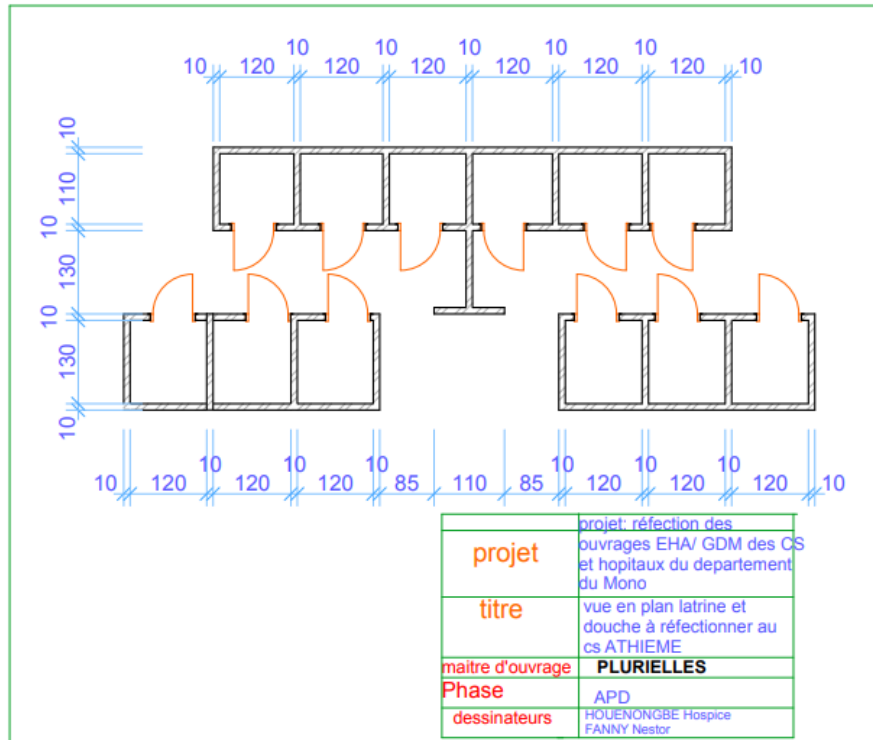 10 10 10 10 10
10 120 120 120 120 120 120 10
10
110
10
130
10
130
10
10 10 10 10 10 10
10 120 120 120 85 110 85 120 120 120 10
projet
projet: réfection des
ouvrages EHA/ GDM des CS
et hopitaux du departement
du Mono
titre
vue en plan latrine et
douche à réfectionner au
cs ATHIEME
maitre d'ouvrage PLURIELLES
Phase APD
dessinateurs
HOUENONGBE Hospice
FANNY Nestor